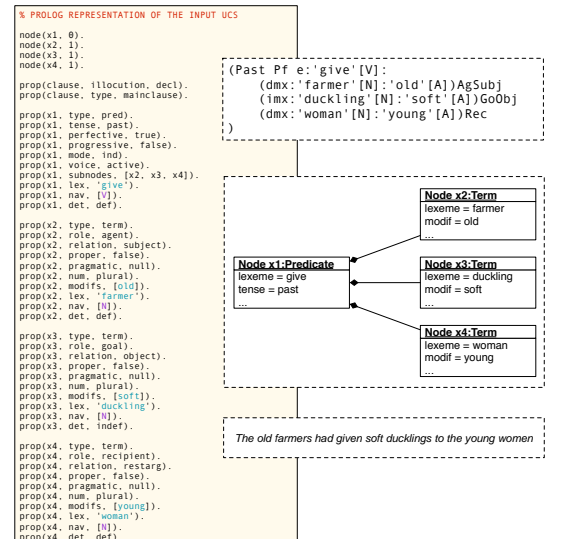 % PROLOG REPRESENTATION OF THE INPUT UCS
node(x1, 0).
node(x2, 1).
node(x3, 1).
node(x4, 1).
prop(clause, illocution, decl).
prop(clause, type, mainclause).
prop(x1, type, pred).
prop(x1, tense, past).
prop(x1, perfective, true).
prop(x1, progressive, false).
prop(x1, mode, ind).
prop(x1, voice, active).
prop(x1, subnodes, [x2, x3, x4]).
prop(x1, lex, 'give').
prop(x1, nav, [V]).
prop(x1, det, def).
prop(x2, type, term).
prop(x2, role, agent).
prop(x2, relation, subject).
prop(x2, proper, false).
prop(x2, pragmatic, null).
prop(x2, num, plural).
prop(x2, modifs, [old]).
prop(x2, lex, 'farmer').
prop(x2, nav, [N]).
prop(x2, det, def).
prop(x3, type, term).
prop(x3, role, goal).
prop(x3, relation, object).
prop(x3, proper, false).
prop(x3, pragmatic, null).
prop(x3, num, plural).
prop(x3, modifs, [soft]).
prop(x3, lex, 'duckling').
prop(x3, nav, [N]).
prop(x3, det, indef).
prop(x4, type, term).
prop(x4, role, recipient).
prop(x4, relation, restarg).
prop(x4, proper, false).
prop(x4, pragmatic, null).
prop(x4, num, plural).
prop(x4, modifs, [young]).
prop(x4, lex, 'woman').
prop(x4, nav, [N]).
prop(x4, det, def)
(Past Pf e:'give'[V]:
(dmx:'farmer'[N]:'old'[A])AgSubj
(imx:'duckling'[N]:'soft'[A])GoObj
(dmx:'woman'[N]:'young'[A])Rec
)
Node x1:Predicate
lexeme = give
tense = past
...
Node x2:Term
lexeme = farmer
modif = old
...
Node x3:Term
lexeme = duckling
modif = soft
...
Node x4:Term
lexeme = woman
modif = young
...
The old farmers had given soft ducklings to the young women